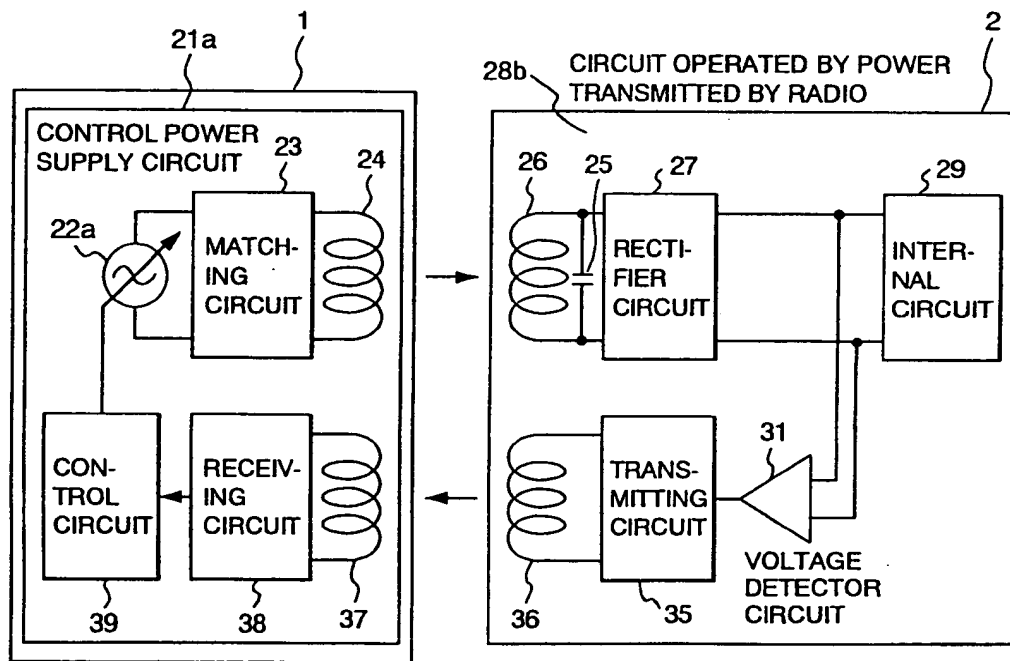 1
21a
2
CIRCUIT OPERATED BY POWER
TRANSMITTED BY RADIO
28b
CONTROL POWER
SUPPLY CIRCUIT
23
24
22a
MATCH-
ING
CIRCUIT
26
25
27
RECTI-
FIER
CIRCUIT
29
INTER-
NAL
CIRCUIT
CON-
TROL
CIRCUIT
RECEIV-
ING
CIRCUIT
TRANS-
MITTING
CIRCUIT
31
VOLTAGE
DETECTOR
CIRCUIT
39
38
37
36
35